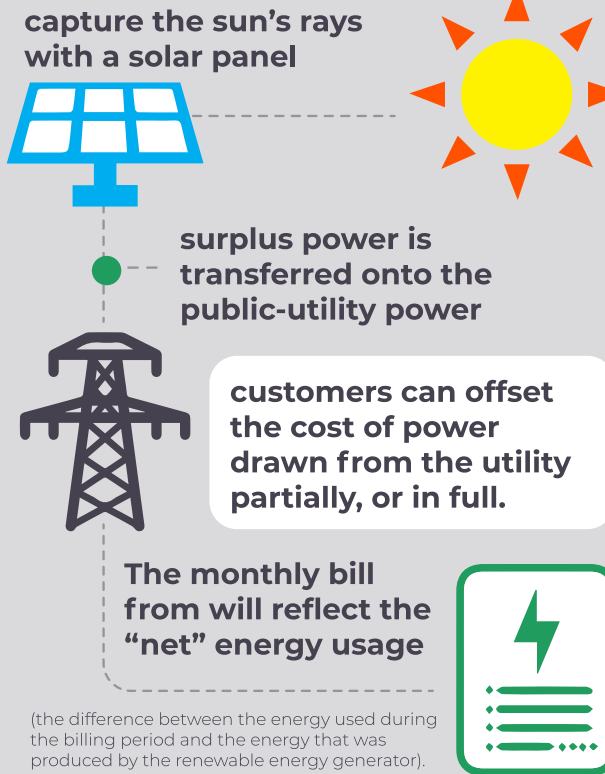 capture the sun’s rays
with a solar panel
surplus power is
transferred onto the
public-utility power
customers can offset
the cost of power
drawn from the utility
partially, or in full.
The monthly bill
from will reflect the
“net” energy usage
(the difference between the energy used during
the billing period and the energy that was
produced by the renewable energy generator).